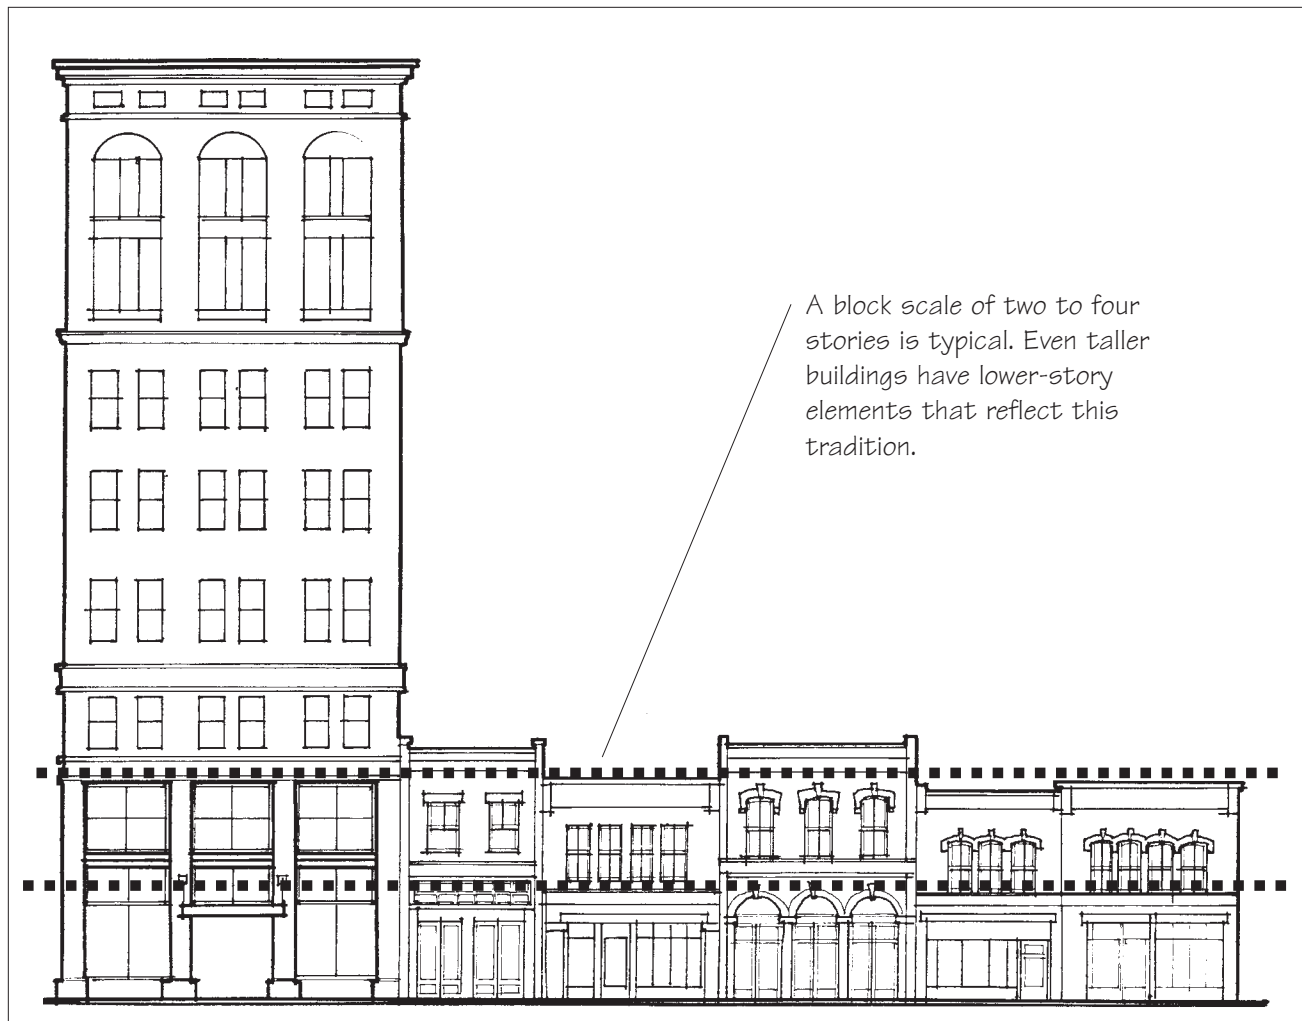 A block scale of two to four
stories is typical. Even taller
buildings have lower-story
elements that reflect this
tradition.